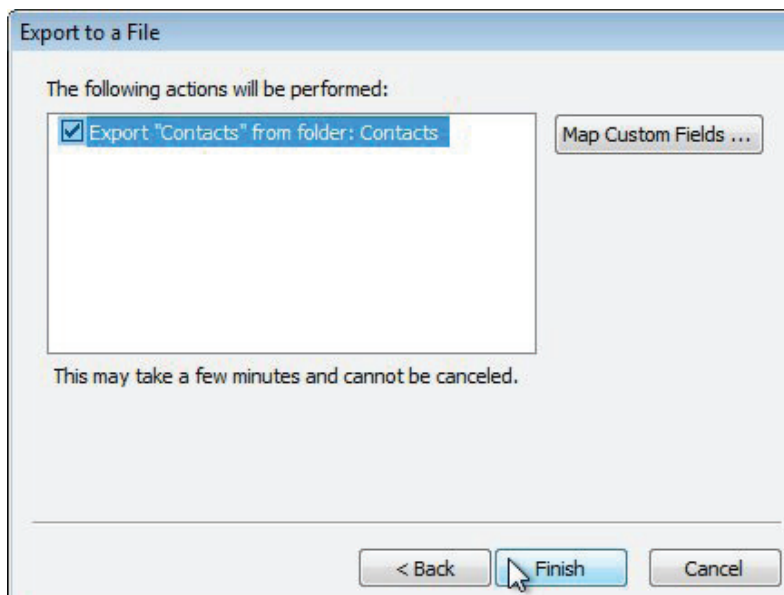 Export to a File
The following actions will be performed:
Export "Contacts" from folder: Contacts
Map Custom Fields ...
This may take a few minutes and cannot be canceled.
< Back
Finish
Cancel